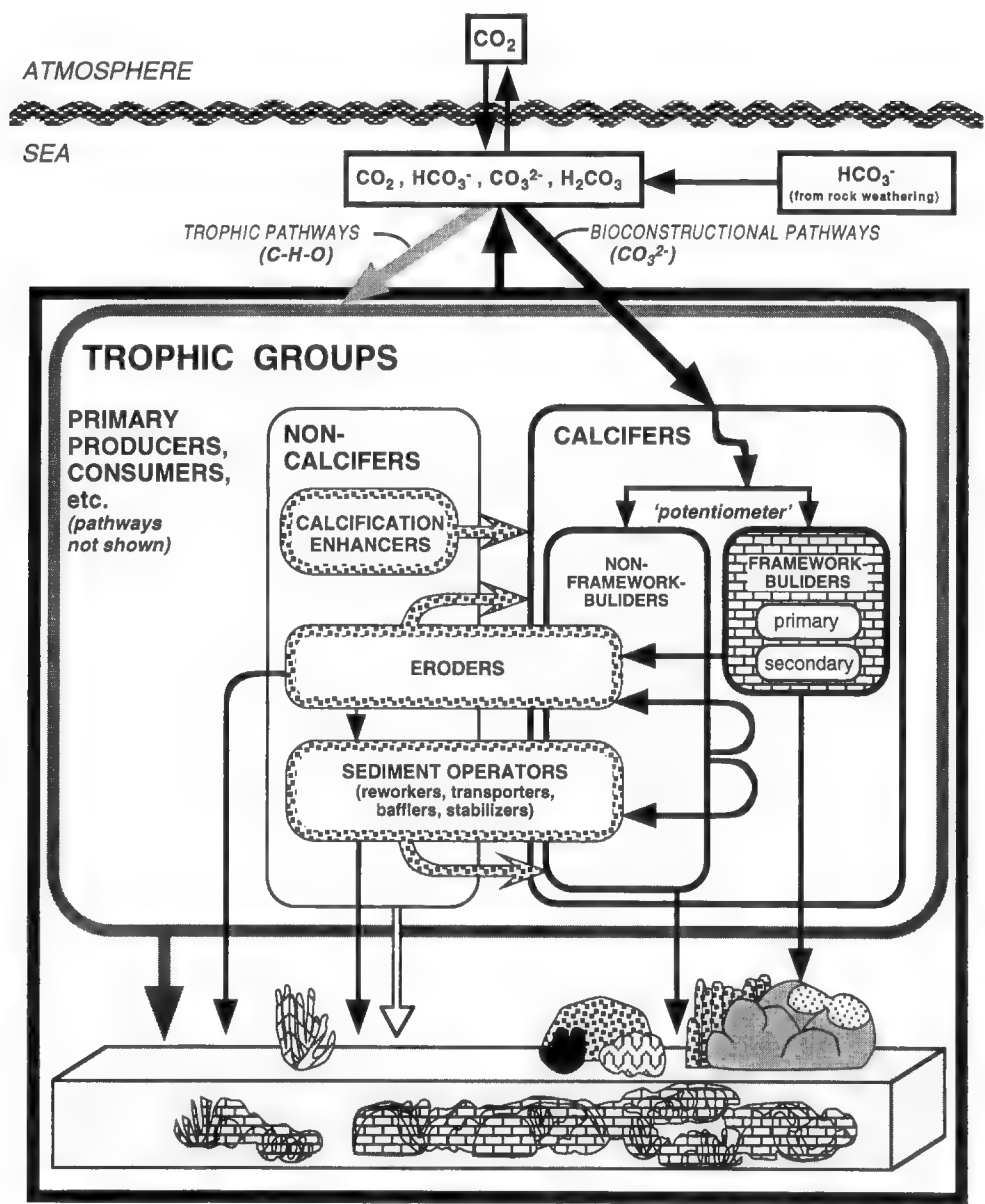 CO2
ATMOSPHERE
SEA
CO2 , HCO3- , CO32- , H2CO3
HCO3-
(from rock weathering)
TROPHIC PATHWAYS
(C-H-O)
BIOCONSTRUCTIONAL PATHWAYS
(CO32-)
TROPHIC GROUPS
PRIMARY
PRODUCERS,
CONSUMERS,
etc.
(pathways
not shown)
NON-
CALCIFERS
CALCIFERS
CALCIFICATION
ENHANCERS
'potentiometer'
NON-
FRAMEWORK-
BULIDERS
FRAMEWORK-
BULIDERS
primary
secondary
ERODERS
SEDIMENT OPERATORS
(reworkers, transporters,
bafflers, stabilizers)